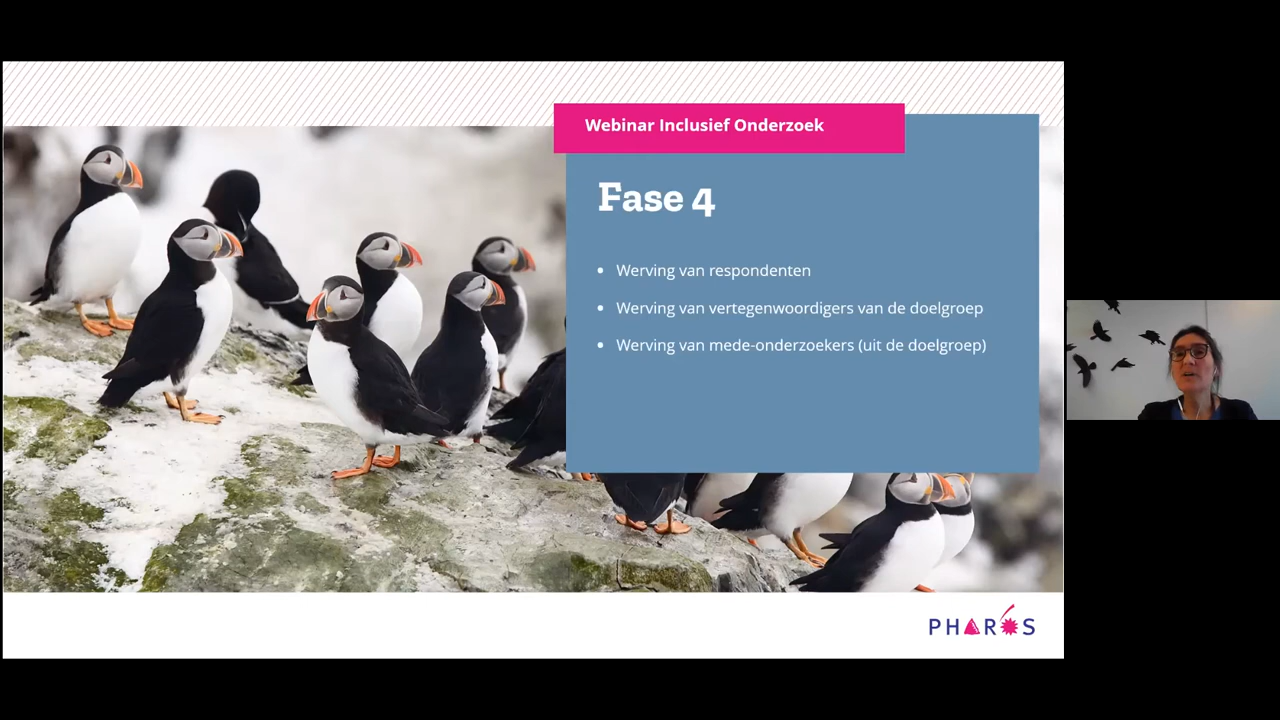 Webinar Inclusief Onderzoek
Fase 4
• Werving van respondenten
• Werving van vertegenwoordigers van de doelgroep
• Werving van mede-onderzoekers (uit de doelgroep)
PHAROS